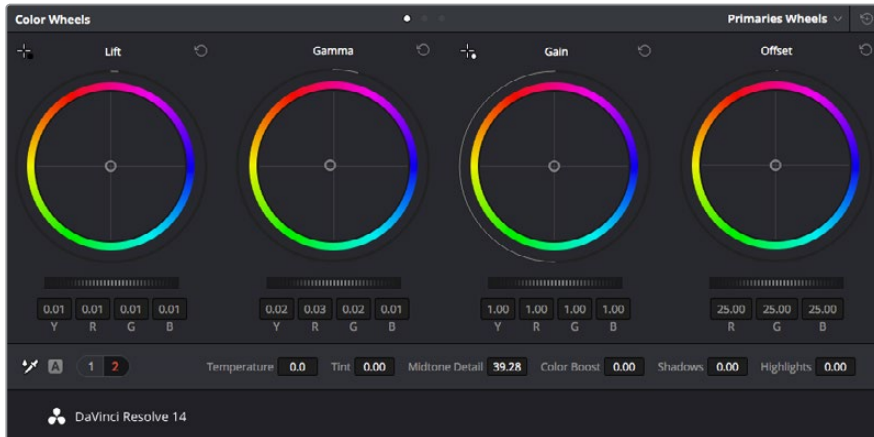 Color Wheels Primaries Wheels
Lift Gamma Gain Offset
0.01 0.01 0.01 0.01 0.02 0.03 0.02 0.01 1.00 1.00 1.00 1.00 25.00 25.00 25.00
Y R G B Y R G B Y R G B R G B
A 1 2 Temperature 0.0 Tint 0.00 Midtone Detail 39.28 Color Boost 0.00 Shadows 0.00 Highlights 0.00
DaVinci Resolve 14